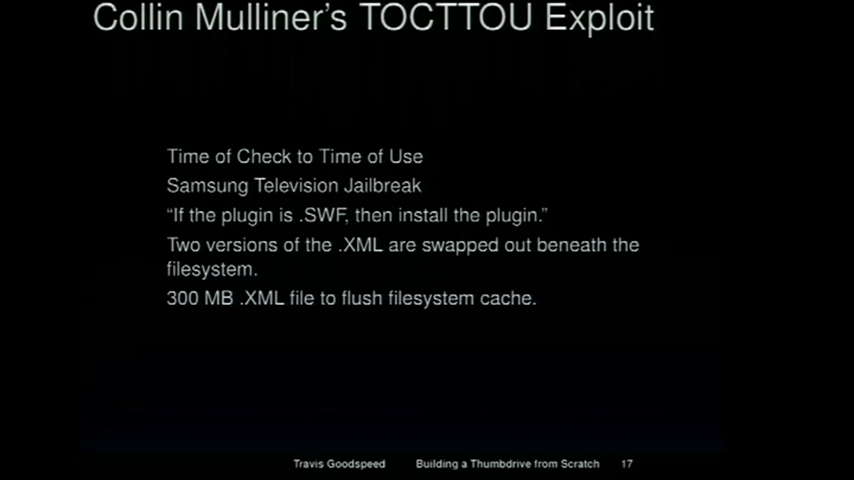 Collin Mulliner's TOCTTOU Exploit
Time of Check to Time of Use
Samsung Television Jailbreak
“If the plugin is .SWF, then install the plugin.”
Two versions of the .XML are swapped out beneath the
filesystem.
300 MB .XML file to flush filesystem cache.
Travis Goodspeed Building a Thumbdrive from Scratch 17